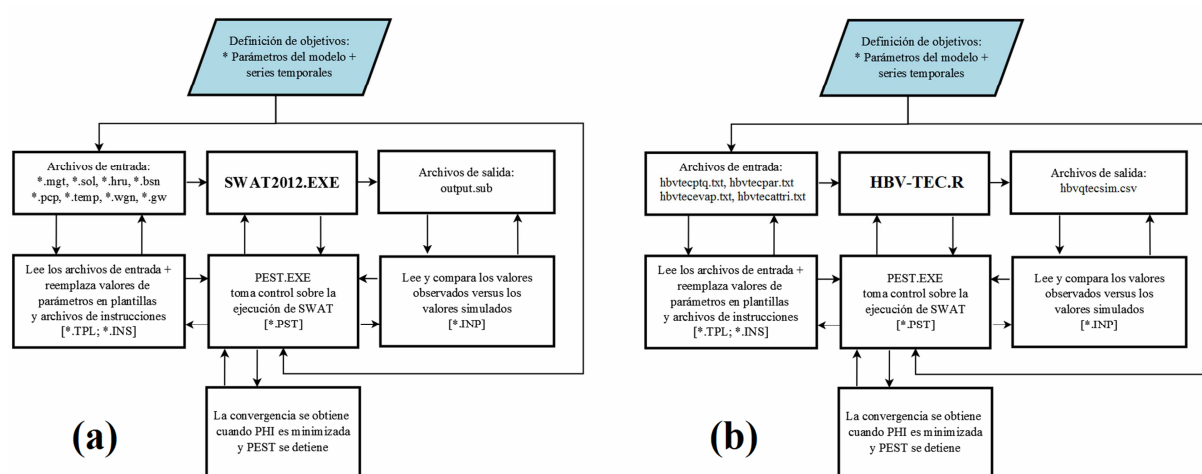 Definición de objetivos:
* Parámetros del modelo +
series temporales
Archivos de entrada:
*.mgt, *.sol, *.hru, *.bsn
*.pcp, *.temp, *.wgn, *.gw
SWAT2012.EXE
Archivos de salida:
output.sub
Lee los archivos de entrada +
reemplaza valores de
parámetros en plantillas
y archivos de instrucciones
[*.TPL; *.INS]
PEST.EXE
toma control sobre la
ejecución de SWAT
[*.PST]
Lee y compara los valores
observados versus los
valores simulados
[*.INP]
La convergencia se obtiene
cuando PHI es minimizada
y PEST se detiene
(a)
Definición de objetivos:
* Parámetros del modelo +
series temporales
Archivos de entrada:
hbvtecptq.txt, hbvtecpar.txt
hbvtecevap.txt, hbvtecattri.txt
HBV-TEC.R
Archivos de salida:
hbvqtecsim.csv
Lee los archivos de entrada +
reemplaza valores de
parámetros en plantillas
y archivos de instrucciones
[*.TPL; *.INS]
PEST.EXE
toma control sobre la
ejecución de SWAT
[*.PST]
Lee y compara los valores
observados versus los
valores simulados
[*.INP]
La convergencia se obtiene
cuando PHI es minimizada
y PEST se detiene
(b)